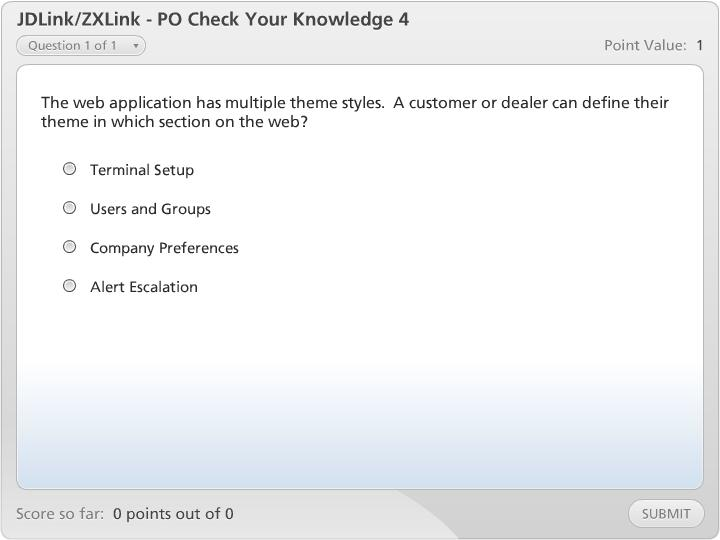 JDLink/ZXLink - PO Check Your Knowledge 4
Question 1 of 1
Point Value: 1
The web application has multiple theme styles.  A customer or dealer can define their
theme in which section on the web?
Terminal Setup
Users and Groups
Company Preferences
Alert Escalation
Score so far: 0 points out of 0
SUBMIT